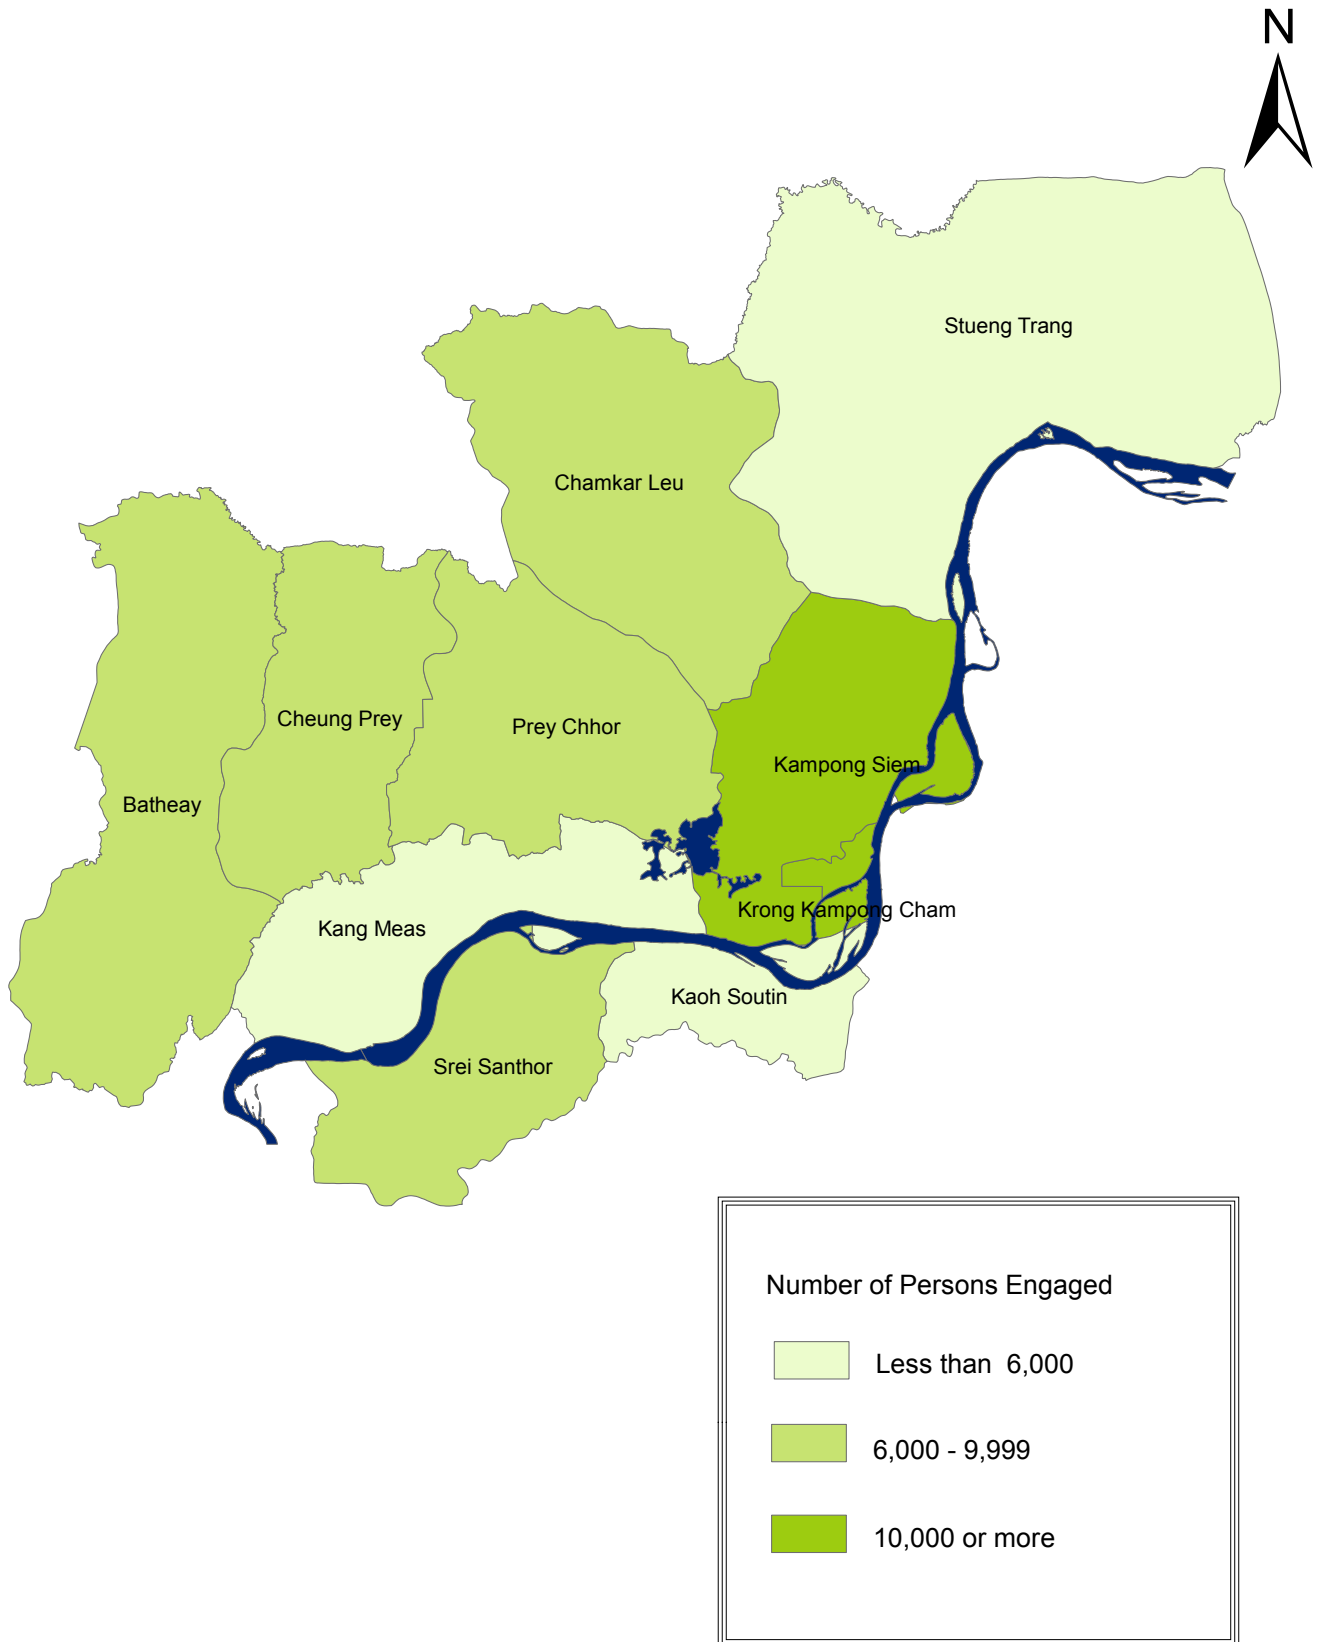 N
Stueng Trang
Chamkar Leu
Cheung Prey
Prey Chhor
Kampong Siem
Batheay
Krong Kampong Cham
Kang Meas
Kaoh Soutin
Srei Santhor
Number of Persons Engaged
Less than 6,000
6,000 - 9,999
10,000 or more